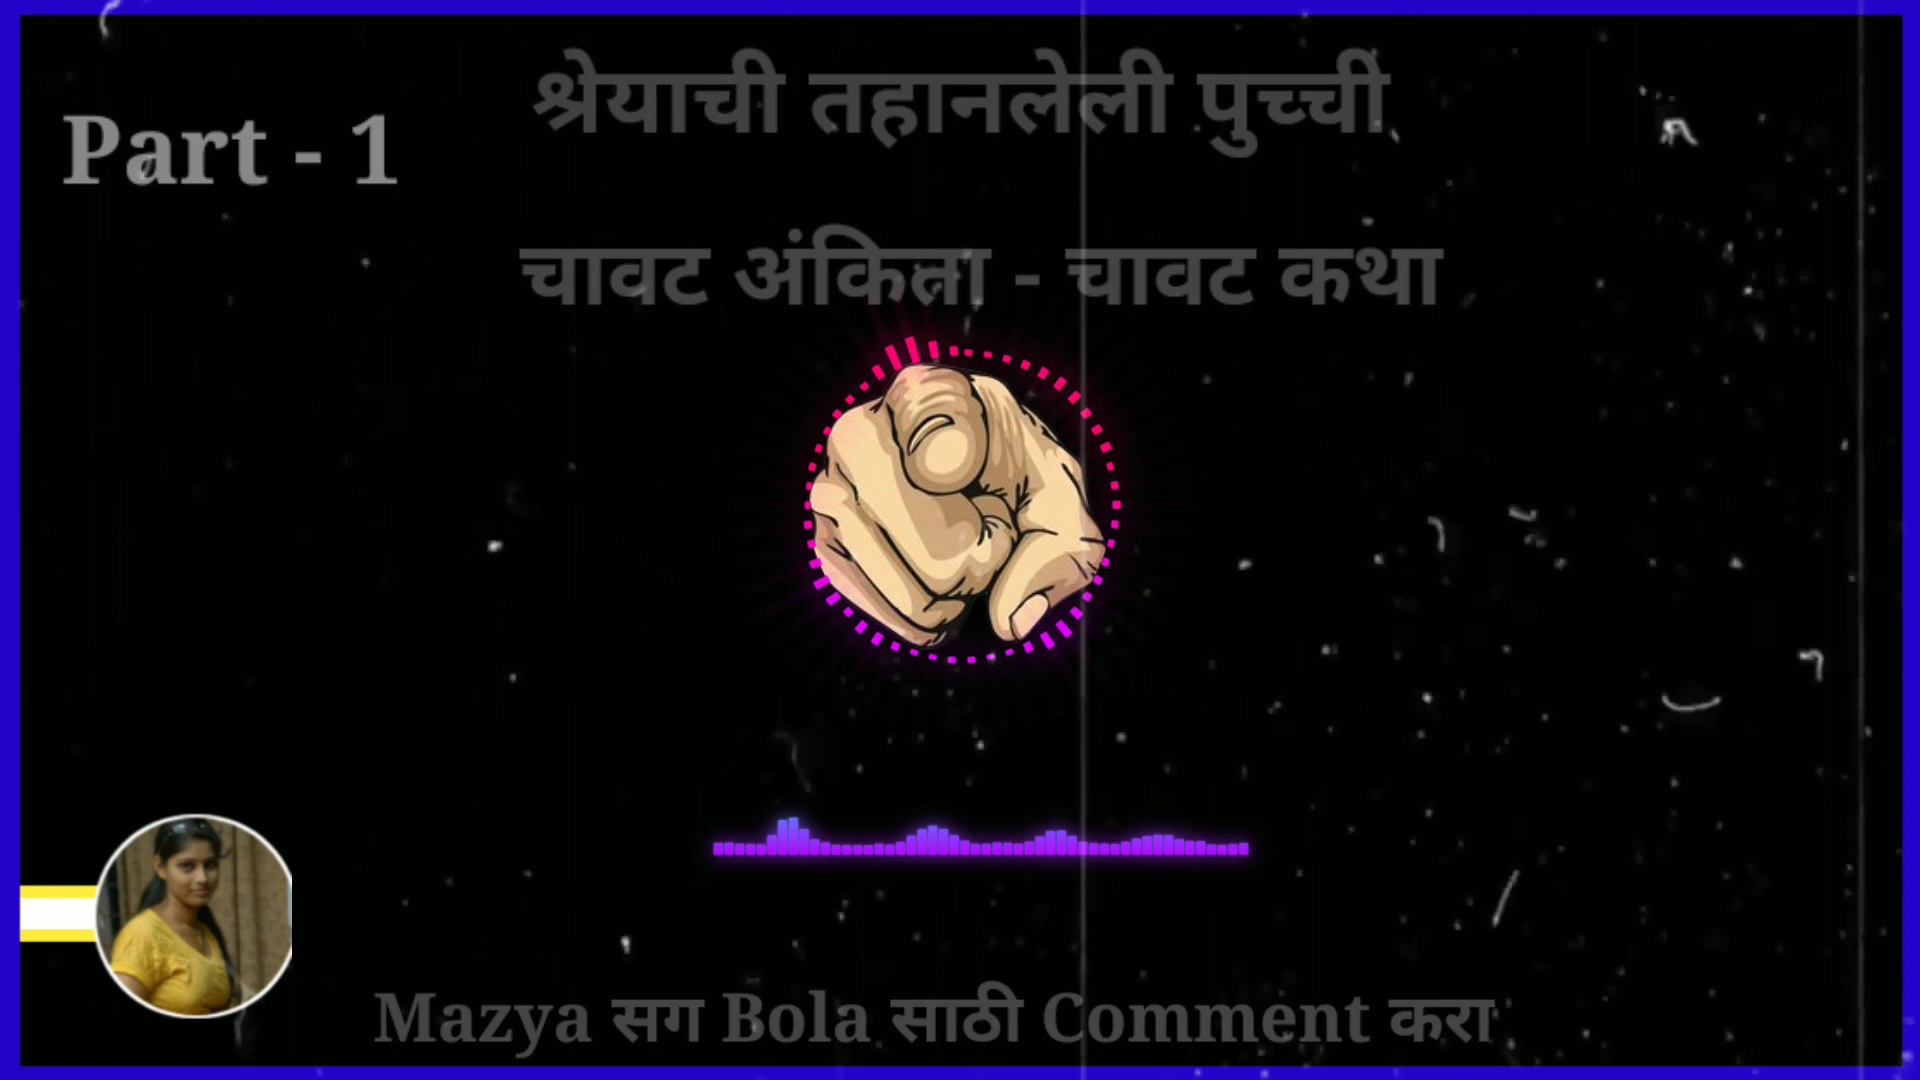 श्रेयाची तहानलेली पुच्ची
Part - 1
चावट अंकिता - चावट कथा
Mazya सग Bola साठी Comment करा